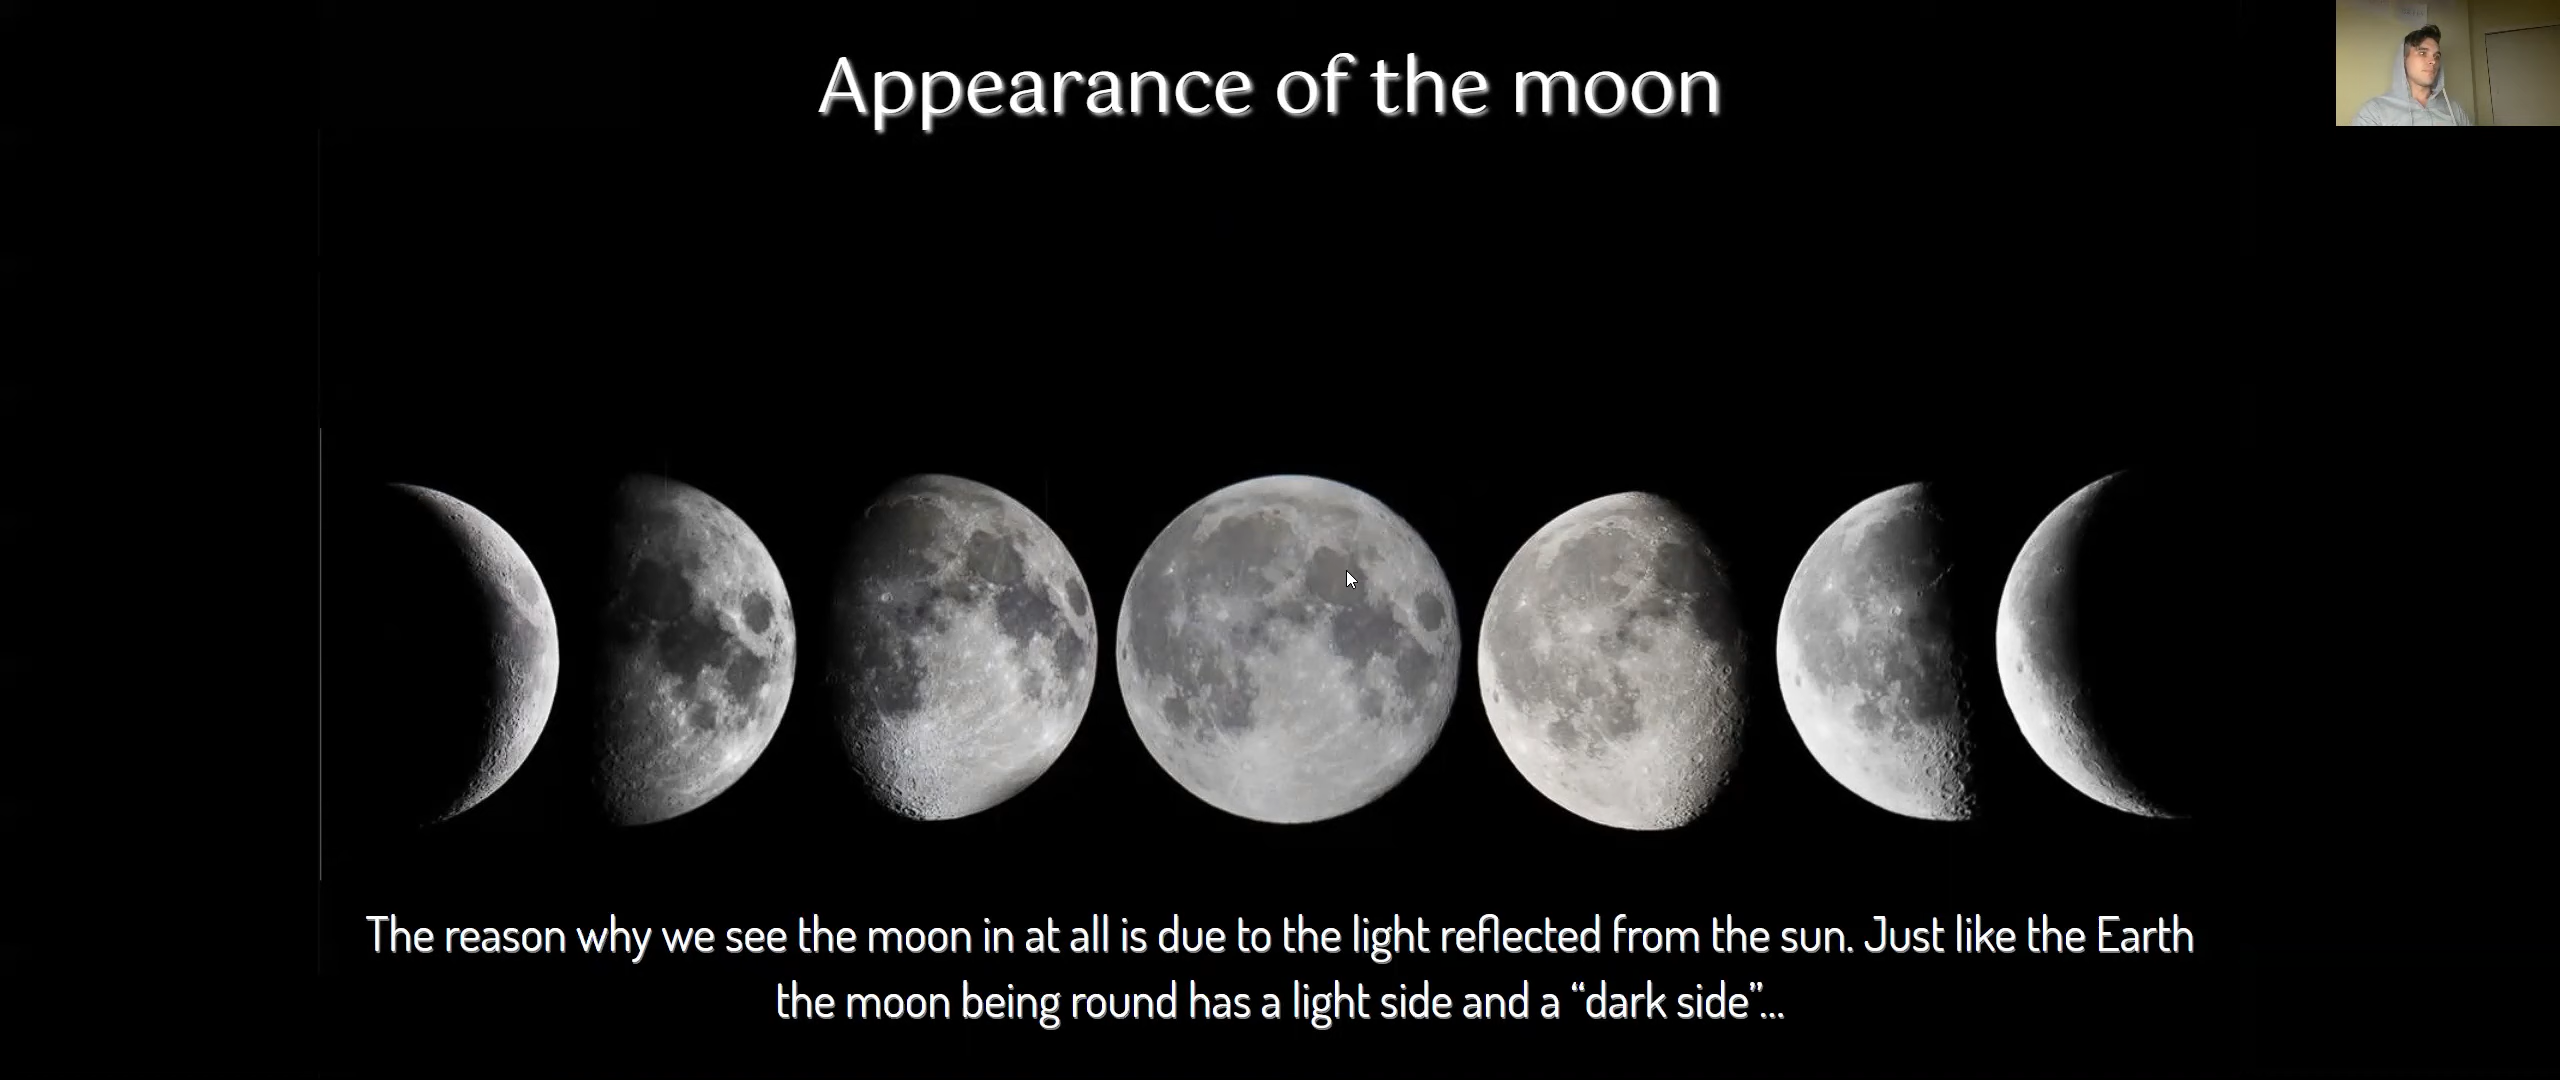 Appearance of the moon
The reason why we see the moon in at all is due to the light reflected from the sun. Just like the Earth
the moon being round has a light side and a “dark side”...